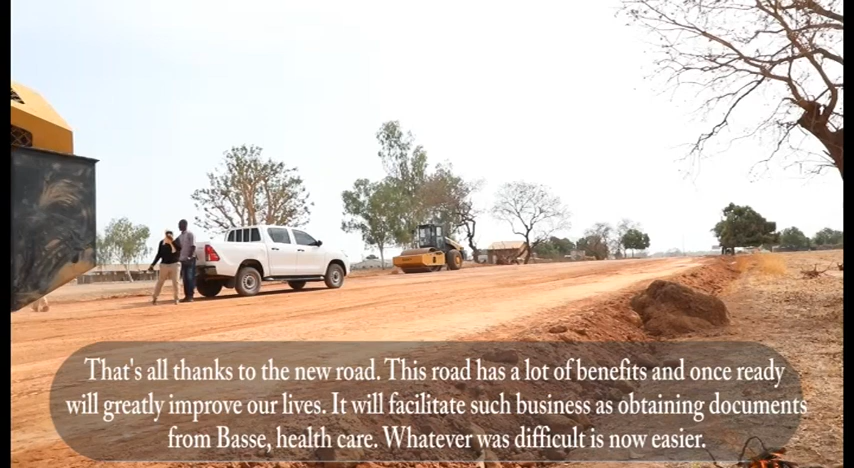 That's all thanks to the new road. This road has a lot of benefits and once ready
will greatly improve our lives. It will facilitate such business as obtaining documents
from Basse, health care. Whatever was difficult is now easier.